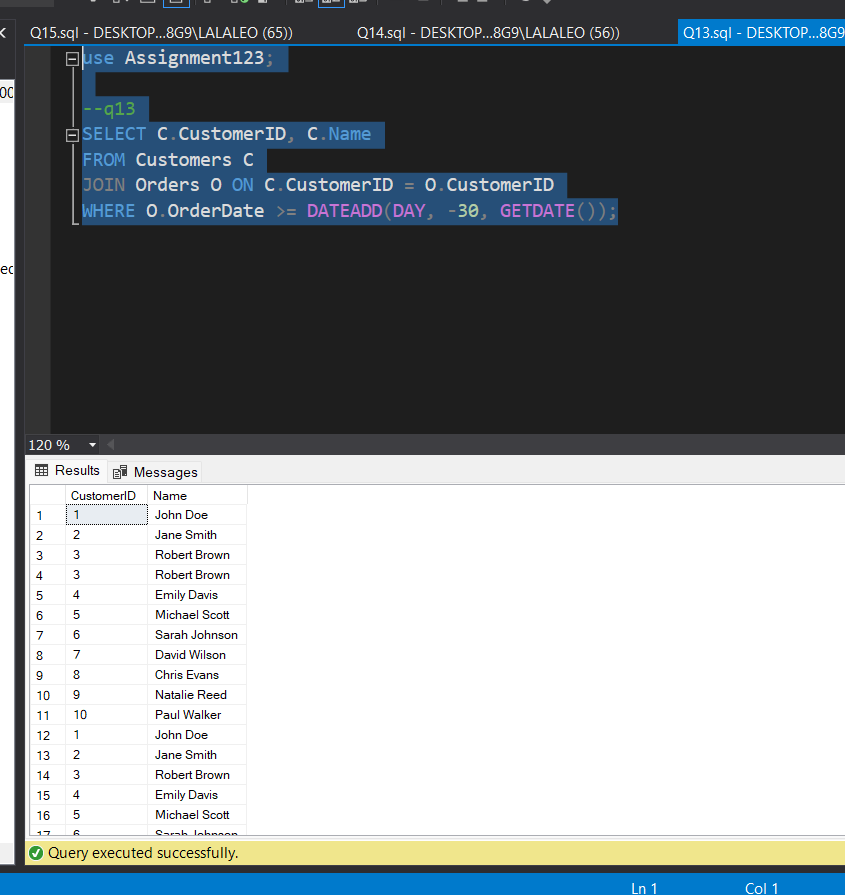 Q15.sql - DESKTOP...8G9\LALALEO (65)) Q14.sql - DESKTOP...8G9\LALALEO (56)) Q13.sql - DESKTOP...8G9
use Assignment123;
--q13
SELECT C.CustomerID, C.Name
FROM Customers C
JOIN Orders O ON C.CustomerID = O.CustomerID
WHERE O.OrderDate >= DATEADD(DAY, -30, GETDATE());
120 %
Results Messages
CustomerID Name
1 1 John Doe
2 2 Jane Smith
3 3 Robert Brown
4 3 Robert Brown
5 4 Emily Davis
6 5 Michael Scott
7 6 Sarah Johnson
8 7 David Wilson
9 8 Chris Evans
10 9 Natalie Reed
11 10 Paul Walker
12 1 John Doe
13 2 Jane Smith
14 3 Robert Brown
15 4 Emily Davis
16 5 Michael Scott
17 6 Sarah Johnson
Query executed successfully.
Ln 1 Col 1